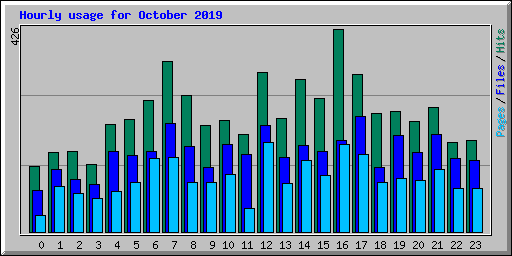 Hourly usage for October 2019
426
Pages / Files / Hits
0 1 2 3 4 5 6 7 8 9 10 11 12 13 14 15 16 17 18 19 20 21 22 23